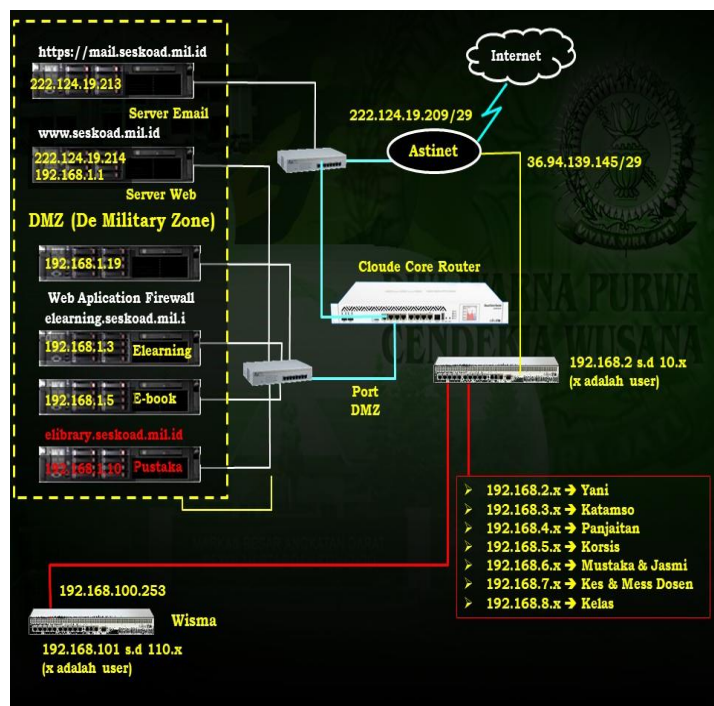 https://mail.seskoad.mil.id
222.124.19.213
Server Email
www.seskoad.mil.id
222.124.19.214
192.168.1.1
Server Web
DMZ (De Military Zone)
192.168.1.19
Web Aplication Firewall
elearning.seskoad.mil.i
192.168.1.3 Elearning
192.168.1.5 E-book
elibrary.seskoad.mil.id
192.168.1.10 Pustaka
Internet
222.124.19.209/29
Astinet
36.94.139.145/29
Cloude Core Router
Port
DMZ
192.168.2 s.d 10.x
(x adalah user)
192.168.2.x → Yani
192.168.3.x → Katamso
192.168.4.x → Panjaitan
192.168.5.x → Korsis
192.168.6.x → Mustaka & Jasmi
192.168.7.x → Kes & Mess Dosen
192.168.8.x → Kelas
192.168.100.253
Wisma
192.168.101 s.d 110.x
(x adalah user)